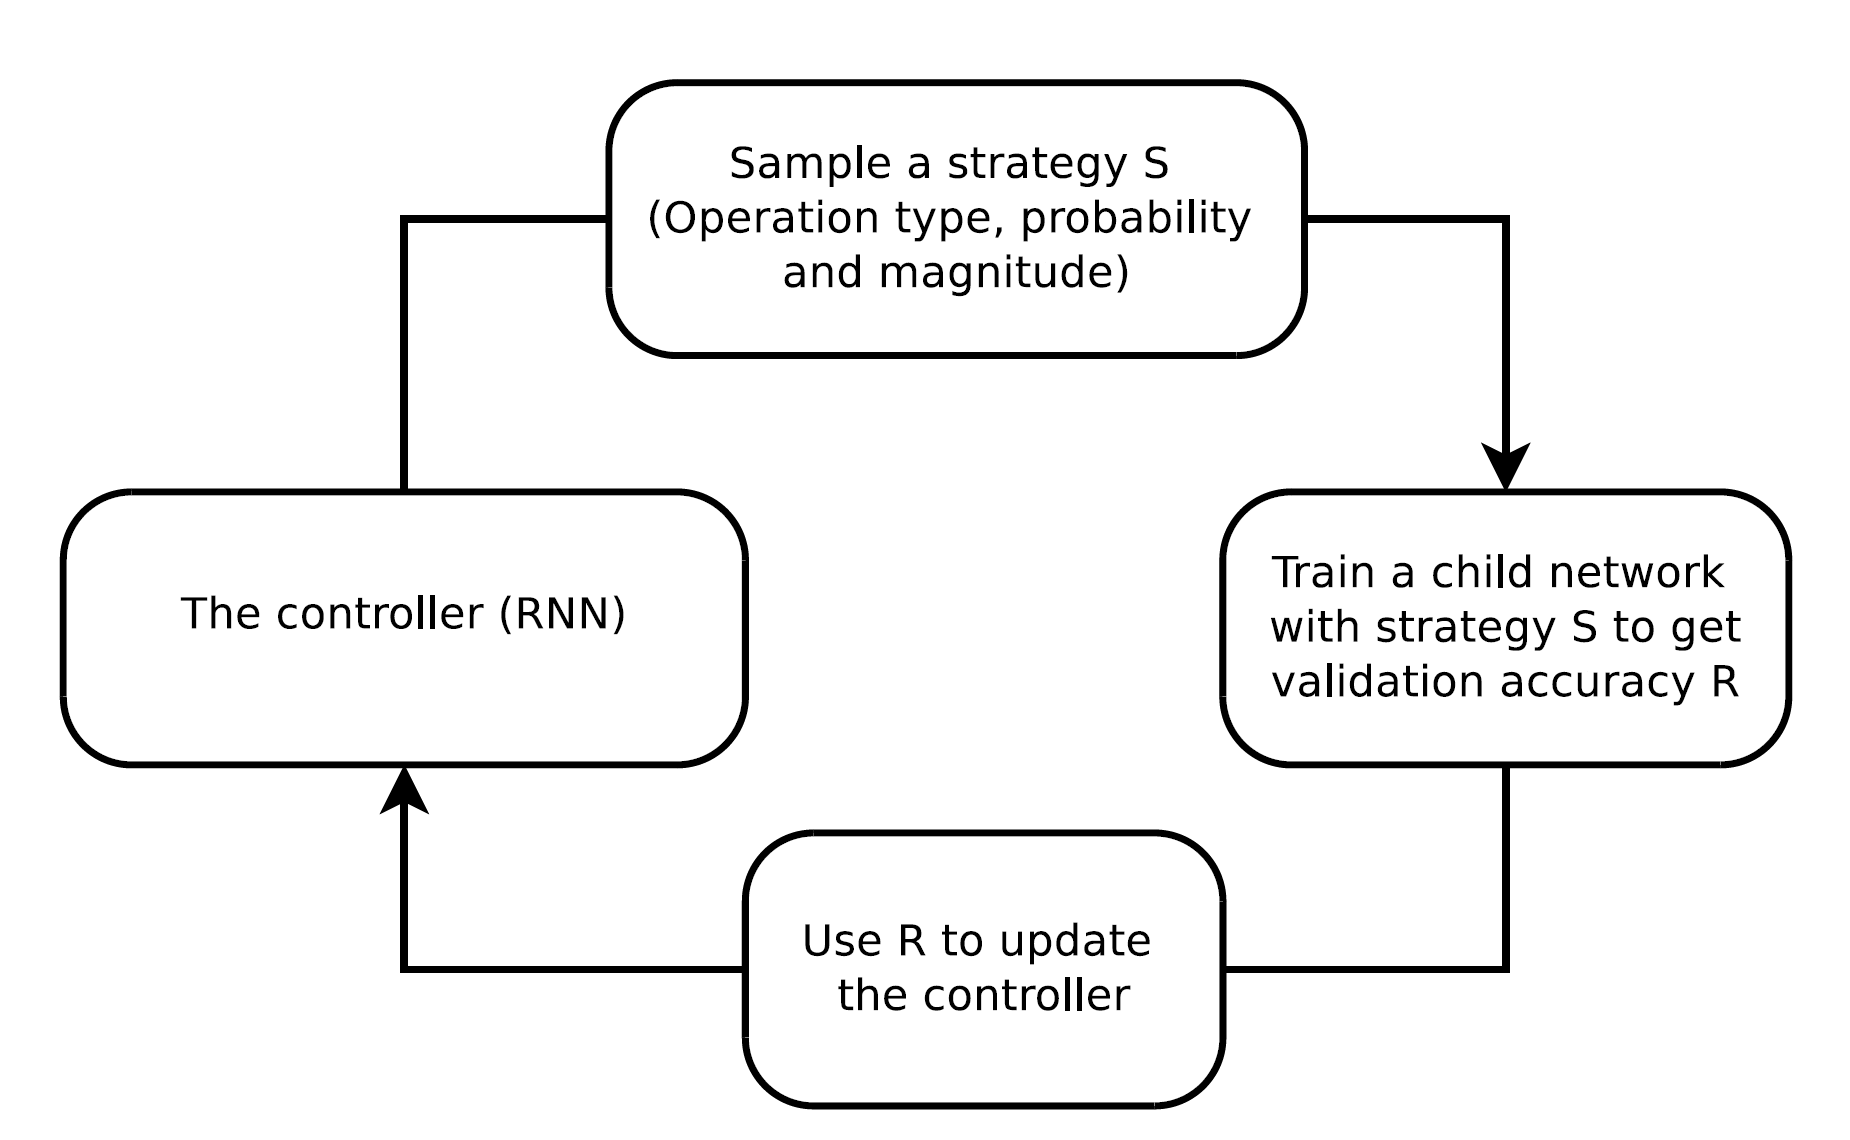 Sample a strategy S
(Operation type, probability
and magnitude)
The controller (RNN)
Train a child network
with strategy S to get
validation accuracy R
Use R to update
the controller